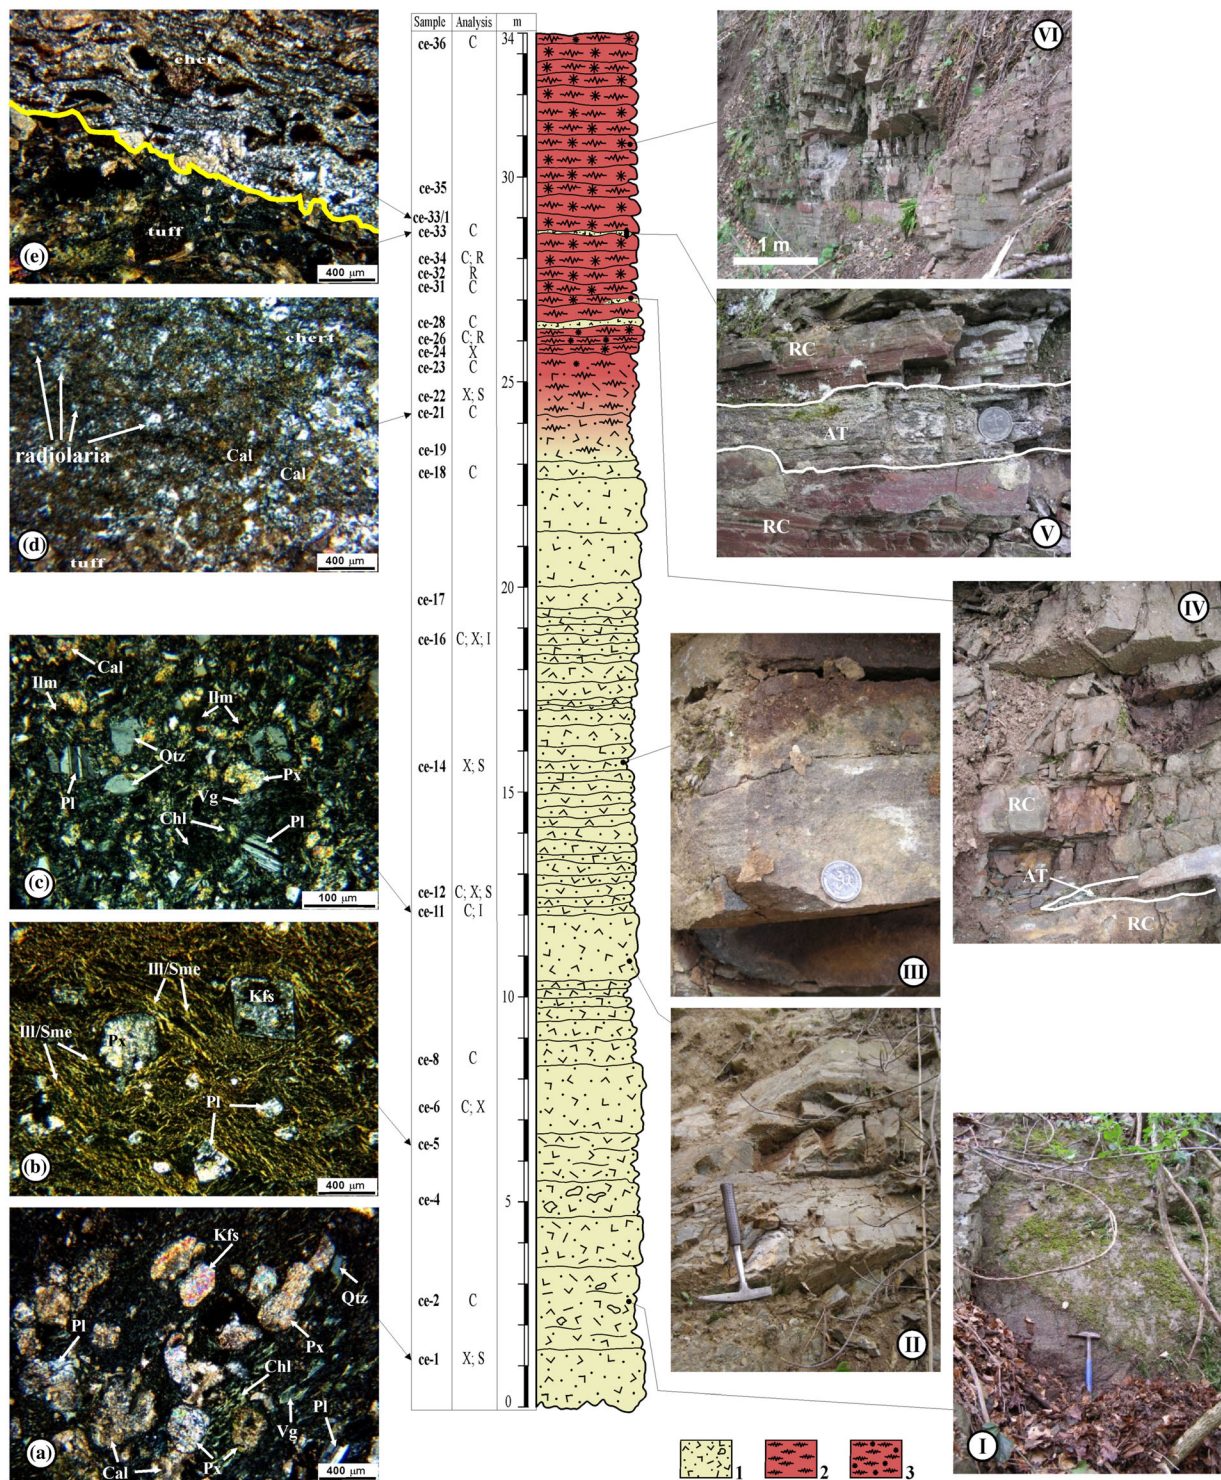 Sample Analysis m
34
ce-36 C
30
ce-35
ce-33/1
ce-33 C
ce-34 C; R
ce-32 R
ce-31 C
ce-28 C
ce-26 C; R
ce-24 X
ce-23 C
25
ce-22 X; S
ce-21 C
ce-19
ce-18 C
20
ce-17
ce-16 C; X; I
ce-14 X; S
15
ce-12 C; X; S
ce-11 C; I
10
ce-8 C
ce-6 C; X
ce-5
5
ce-4
ce-2 C
ce-1 X; S
0
chert
tuff
(e)
400 μm
chert
radiolaria
Cal
Cal
(d)
tuff
400 μm
Cal
Ilm
Ilm
Qtz
Px
Pl
Vg
Chl
Pl
(c)
100 μm
Ill/Sme
Kfs
Ill/Sme
Px
Pl
(b)
400 μm
Kfs
Qtz
Pl
Px
Chl
Vg
Pl
(a)
Cal
Px
400 μm
VI
1 m
RC
AT
RC
V
IV
RC
AT
RC
III
II
I
1
2
3